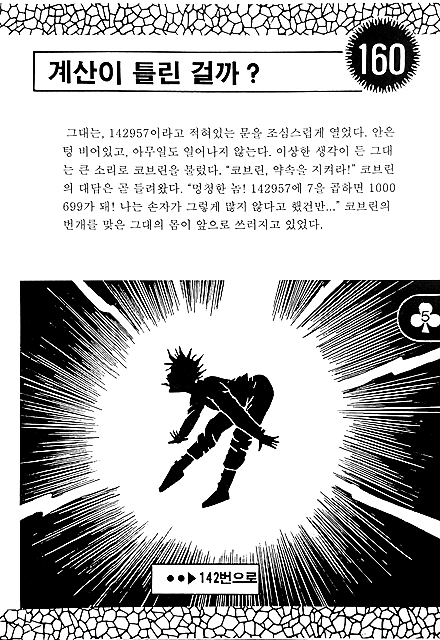 160
계산이 틀린 걸까?
그대는, 142957이라고 적혀있는 문을 조심스럽게 열었다. 안은
텅 비어있고, 아무일도 일어나지 않는다. 이상한 생각이 든 그대
는 큰 소리로 코브린을 불렀다. “코브린, 약속을 지켜라!” 코브린
의 대답은 곧 들려왔다. “멍청한 놈! 142957에 7을 곱하면 1000
699가 돼! 나는 손자가 그렇게 많지 않다고 했건만...” 코브린의
번개를 맞은 그대의 몸이 앞으로 쓰러지고 있었다.
5
●●▶142번으로